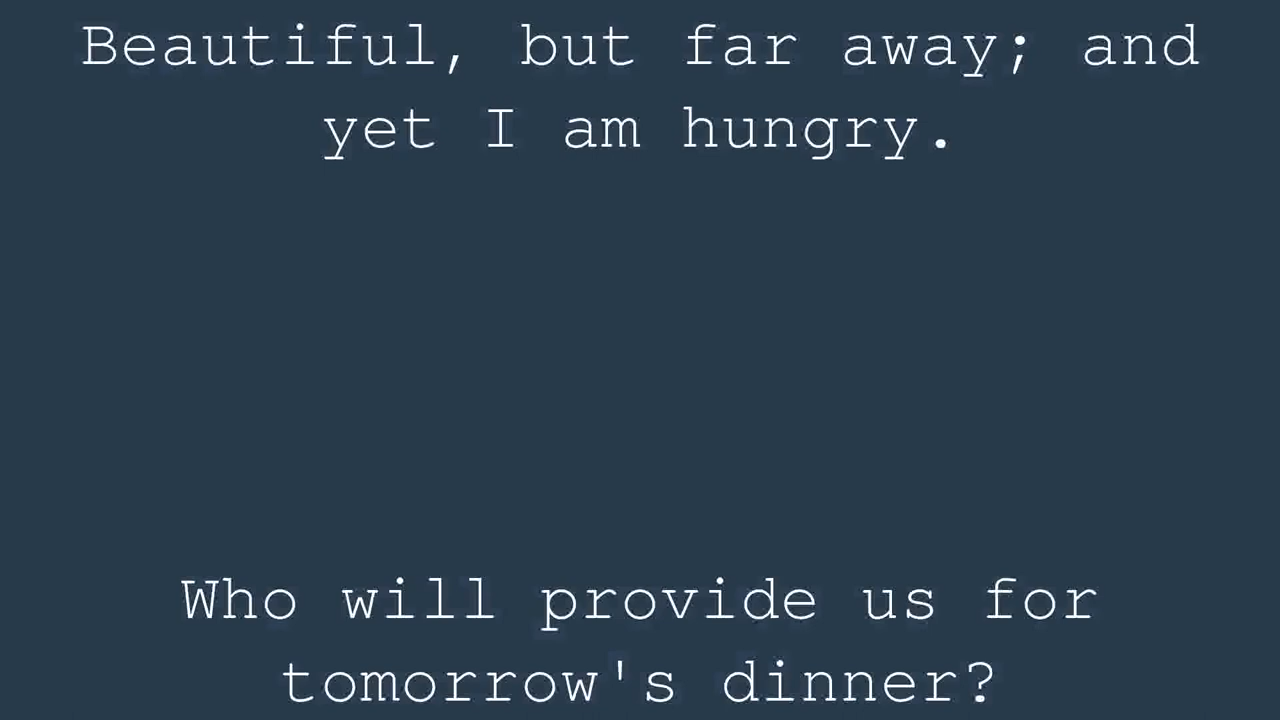 Beautiful, but far away; and
yet I am hungry.
Who will provide us for
tomorrow's dinner?